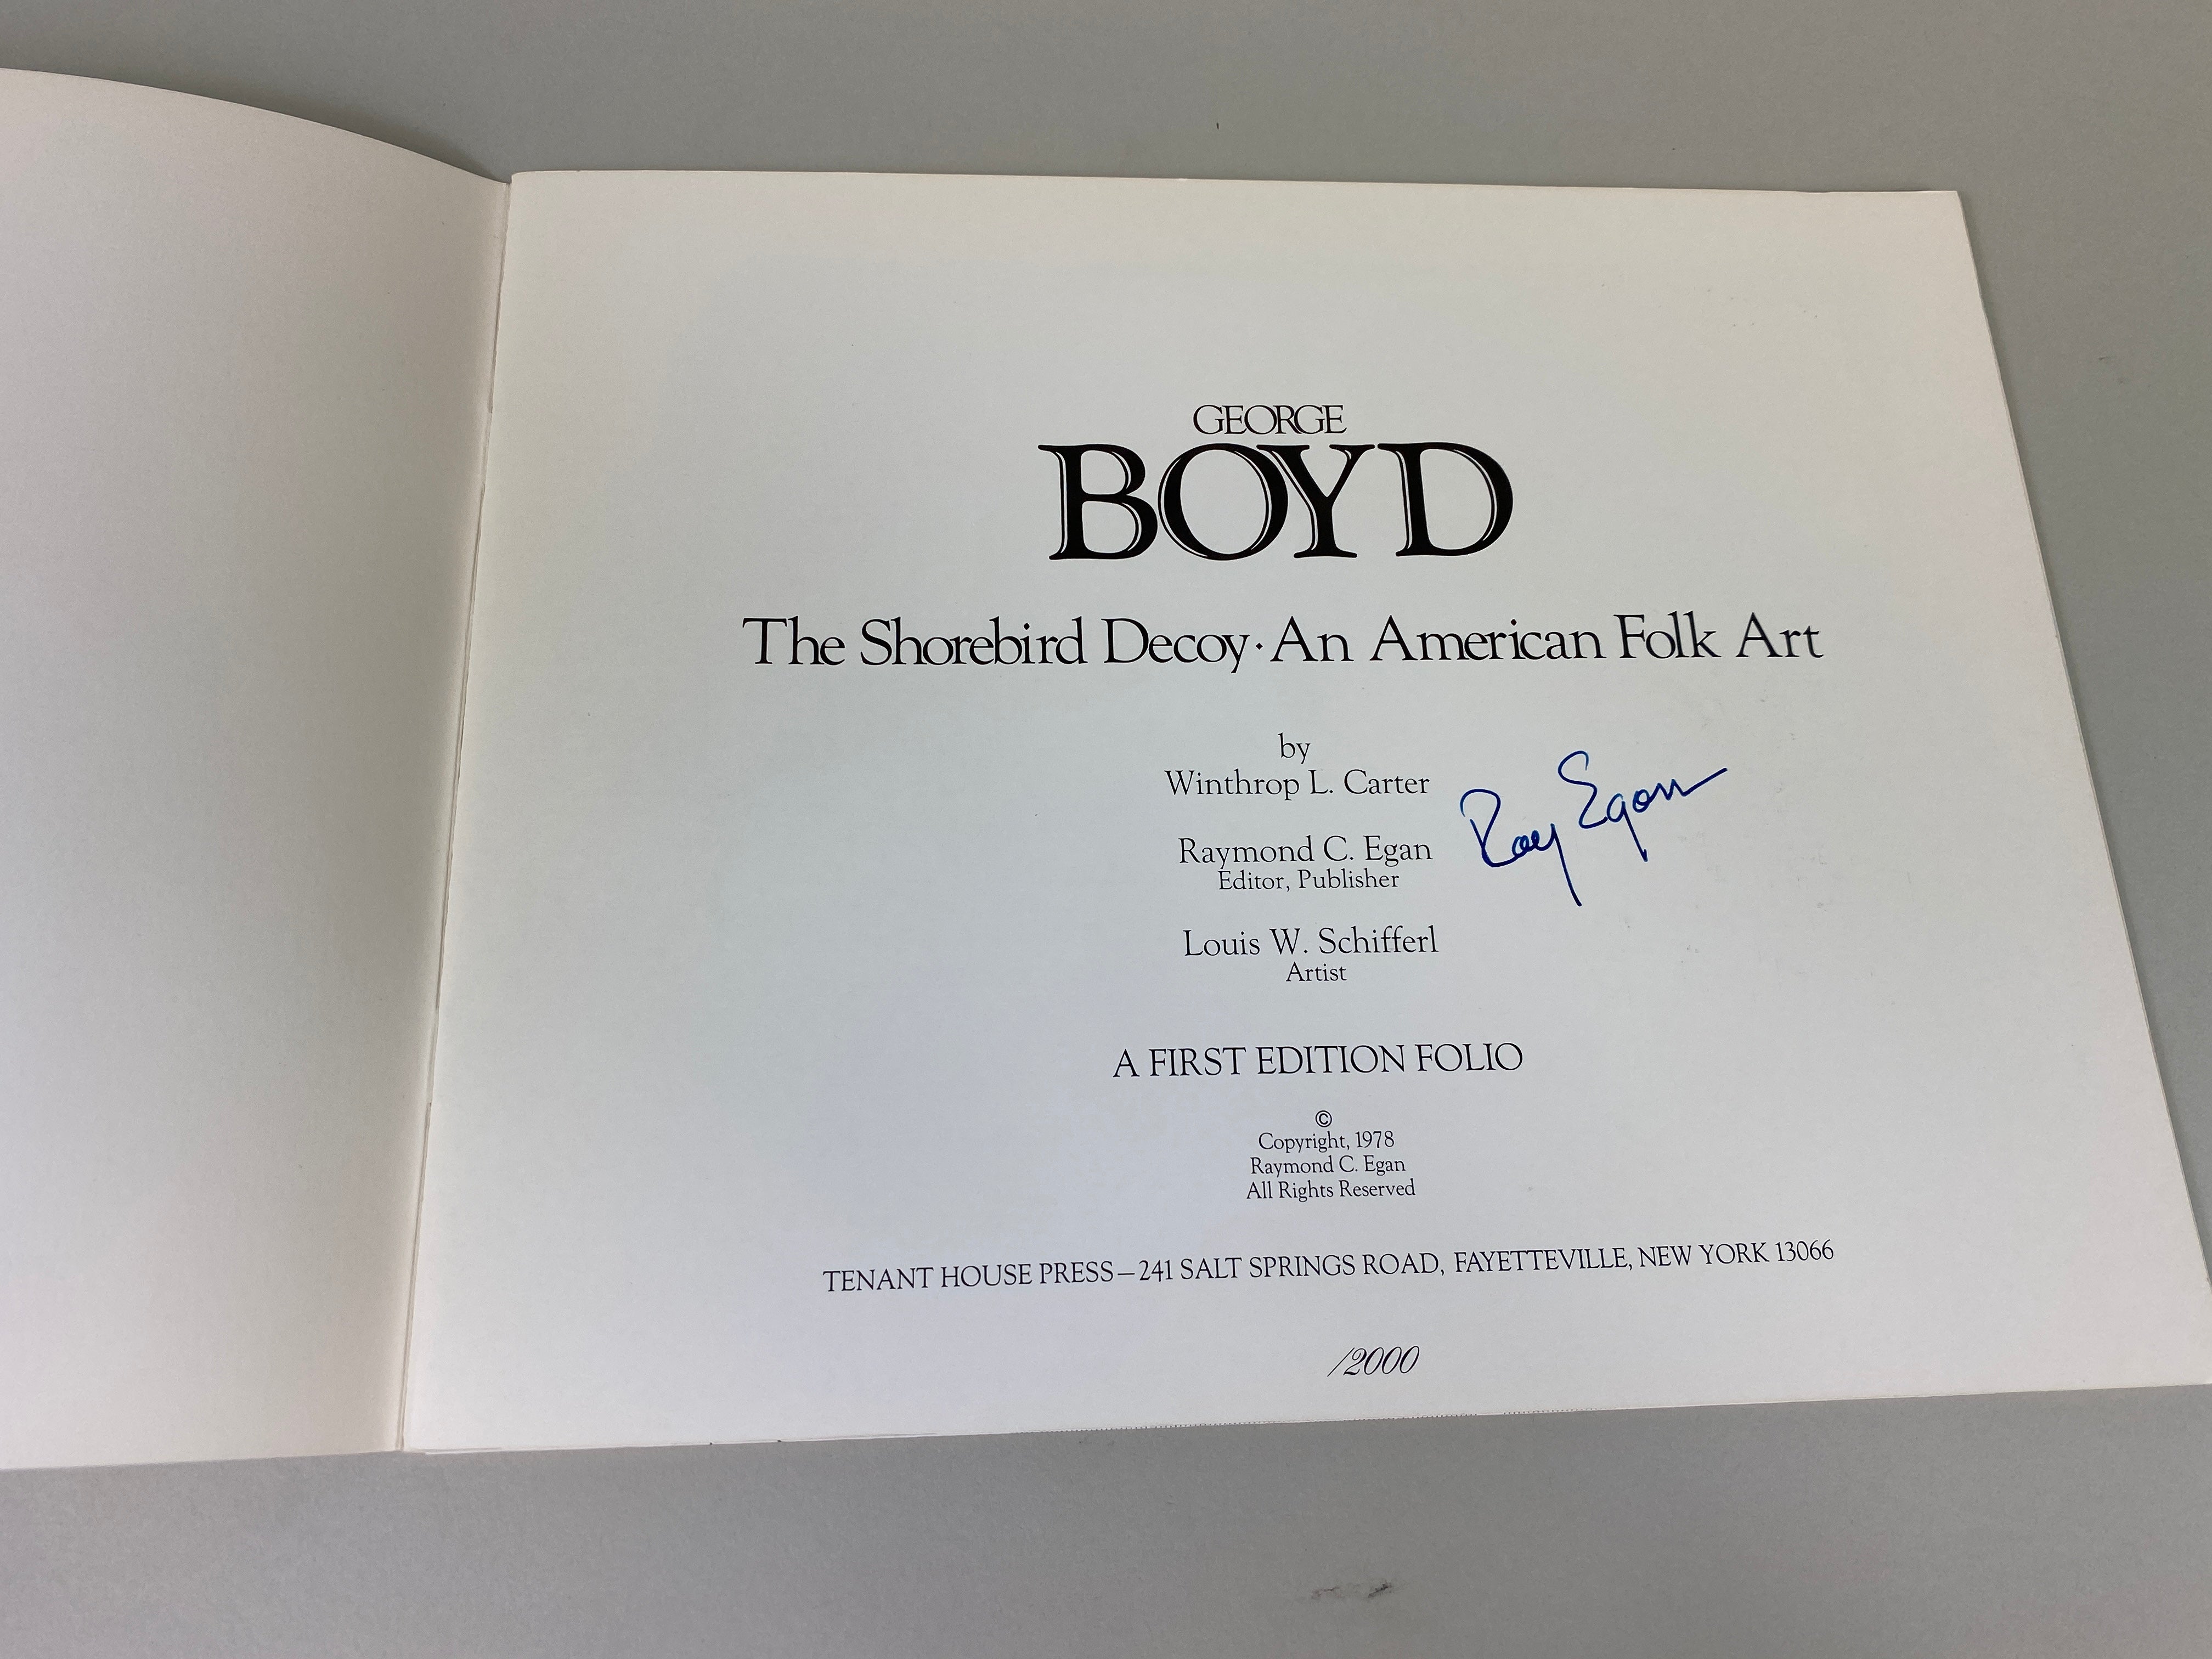 GEORGE
BOYD
The Shorebird Decoy · An American Folk Art
by
Winthrop L. Carter
Ray Egan
Raymond C. Egan
Editor, Publisher
Louis W. Schifferl
Artist
A FIRST EDITION FOLIO
©
Copyright, 1978
Raymond C. Egan
All Rights Reserved
TENANT HOUSE PRESS—241 SALT SPRINGS ROAD, FAYETTEVILLE, NEW YORK 13066
/2000